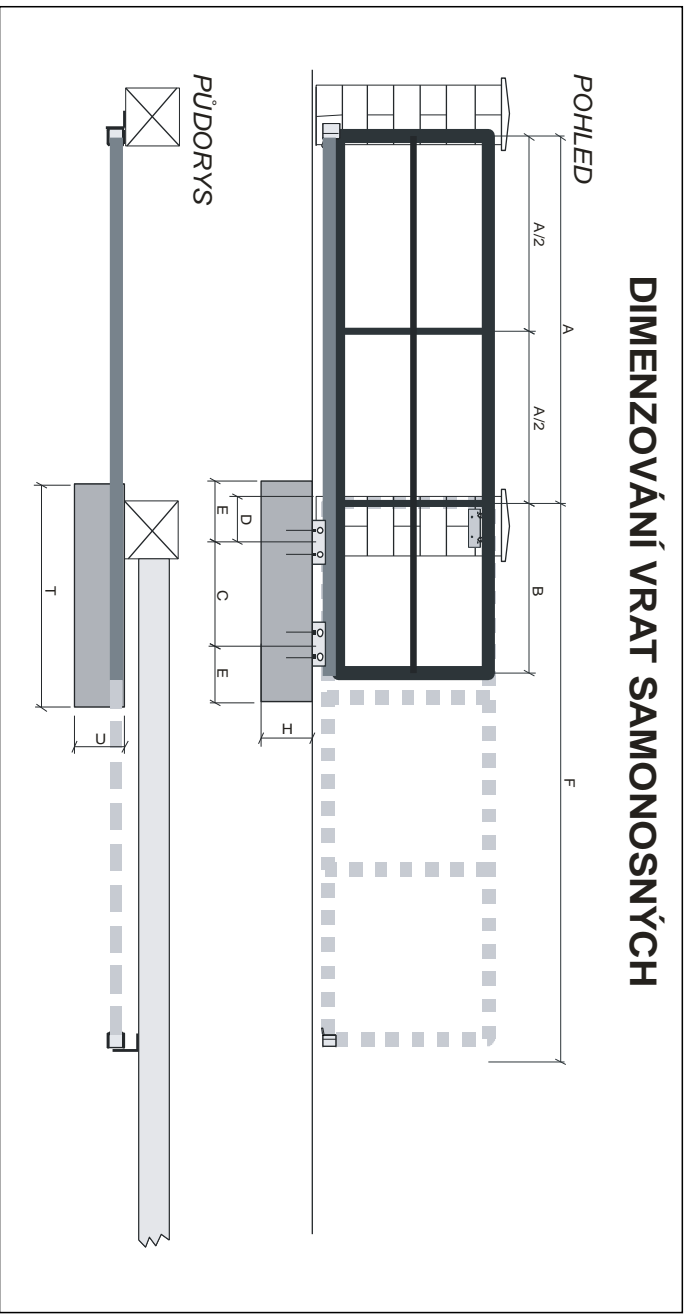 DIMENZOVÁNÍ VRAT SAMONOSNÝCH
POHLED
A
F
A/2
A/2
B
E
D
C
E
H
PŮDORYS
U
T